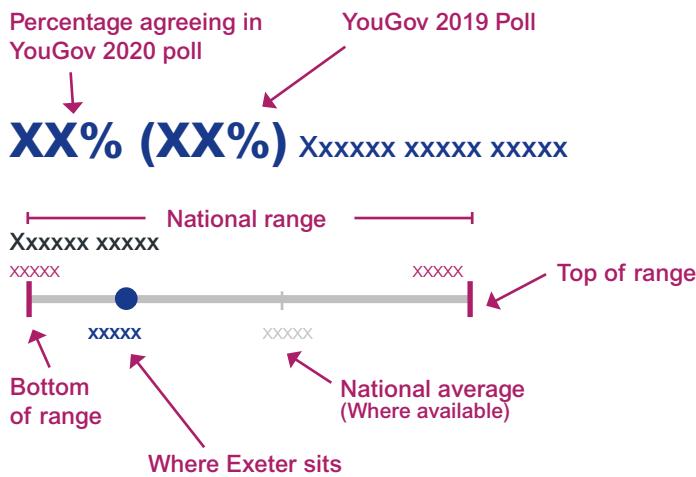 Percentage agreeing in
YouGov 2020 poll
YouGov 2019 Poll
XX% (XX%) Xxxxxx xxxxx xxxxx
National range
Xxxxxx xxxxx
xxxxx
xxxxx
Top of range
xxxxx
xxxxx
Bottom
of range
National average
(Where available)
Where Exeter sits